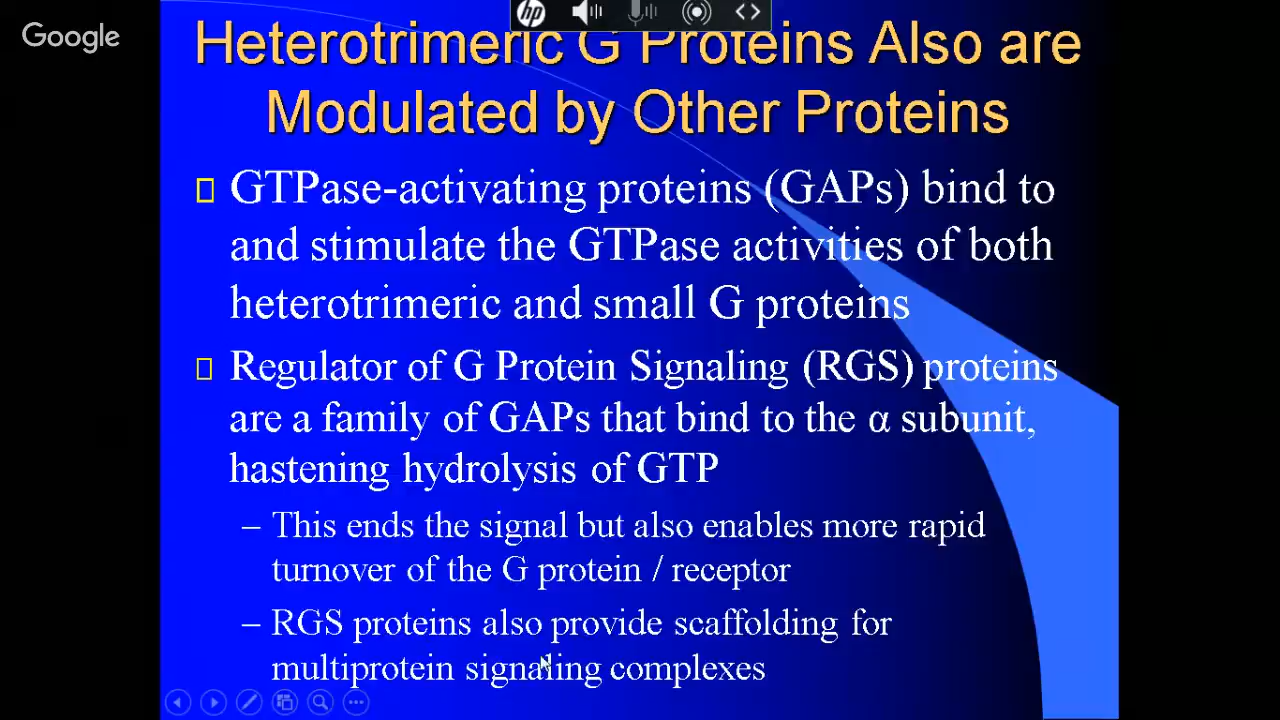 Google
hp
Heterotrimeric G Proteins Also are
Modulated by Other Proteins
GTPase-activating proteins (GAPs) bind to
and stimulate the GTPase activities of both
heterotrimeric and small G proteins
Regulator of G Protein Signaling (RGS) proteins
are a family of GAPs that bind to the α subunit,
hastening hydrolysis of GTP
– This ends the signal but also enables more rapid
turnover of the G protein / receptor
– RGS proteins also provide scaffolding for
multiprotein signaling complexes